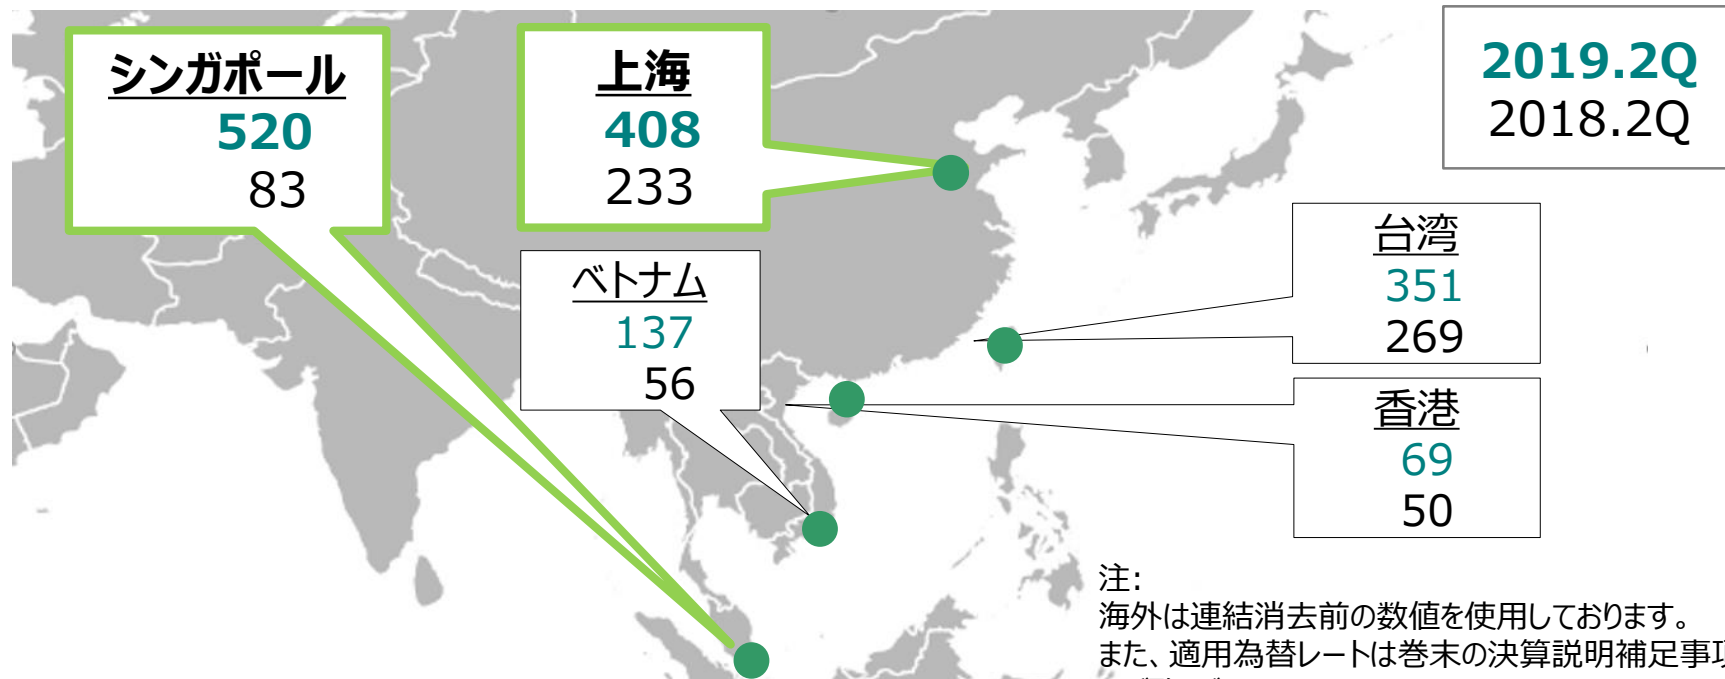 シンガポール
520
83
上海
408
233
2019.2Q
2018.2Q
ベトナム
137
56
台湾
351
269
香港
69
50
注:
海外は連結消去前の数値を使用しております。
また、適用為替レートは巻末の決算説明補足事項